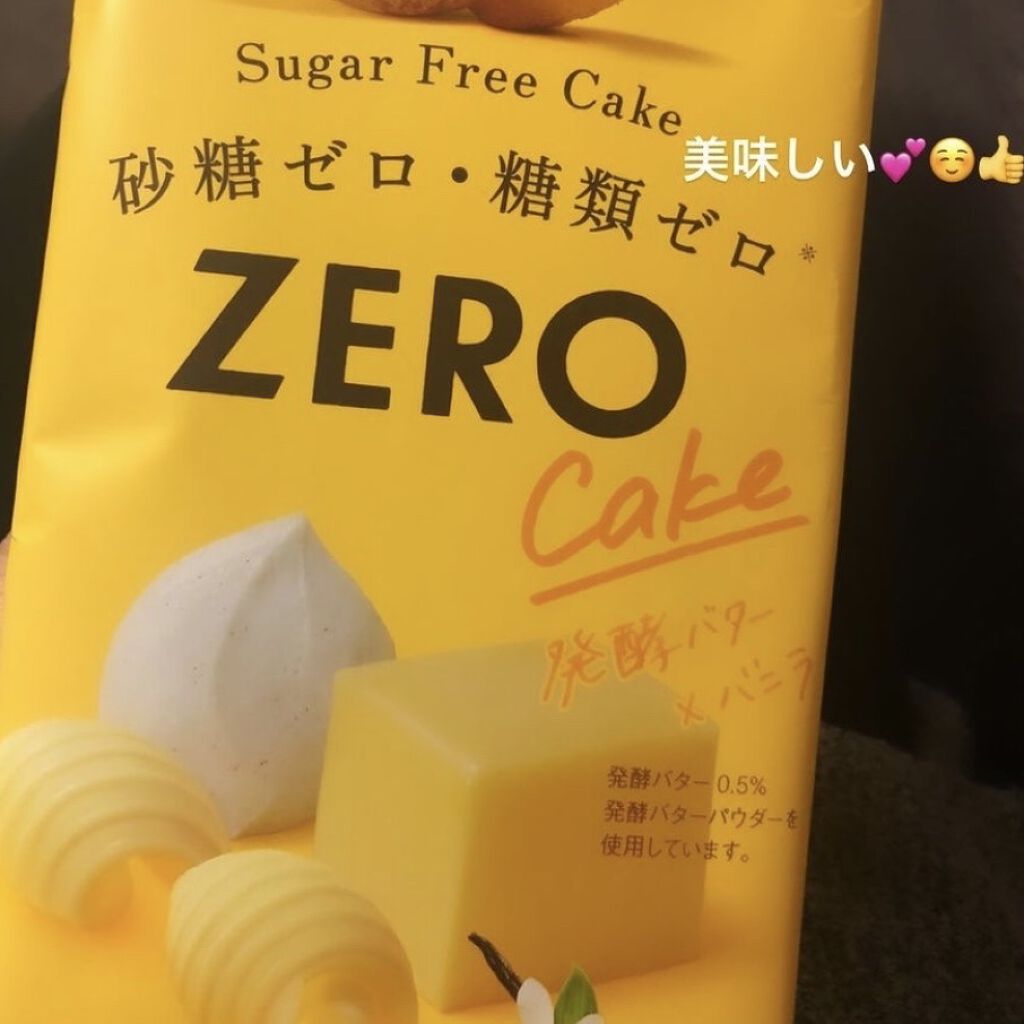 Sugar Free Cake
砂糖ゼロ・糖類ゼロ※
美味しい💕☺️👍
ZERO
Cake
発酵バター
×バニラ
発酵バター0.5%
発酵バターパウダーを
使用しています。